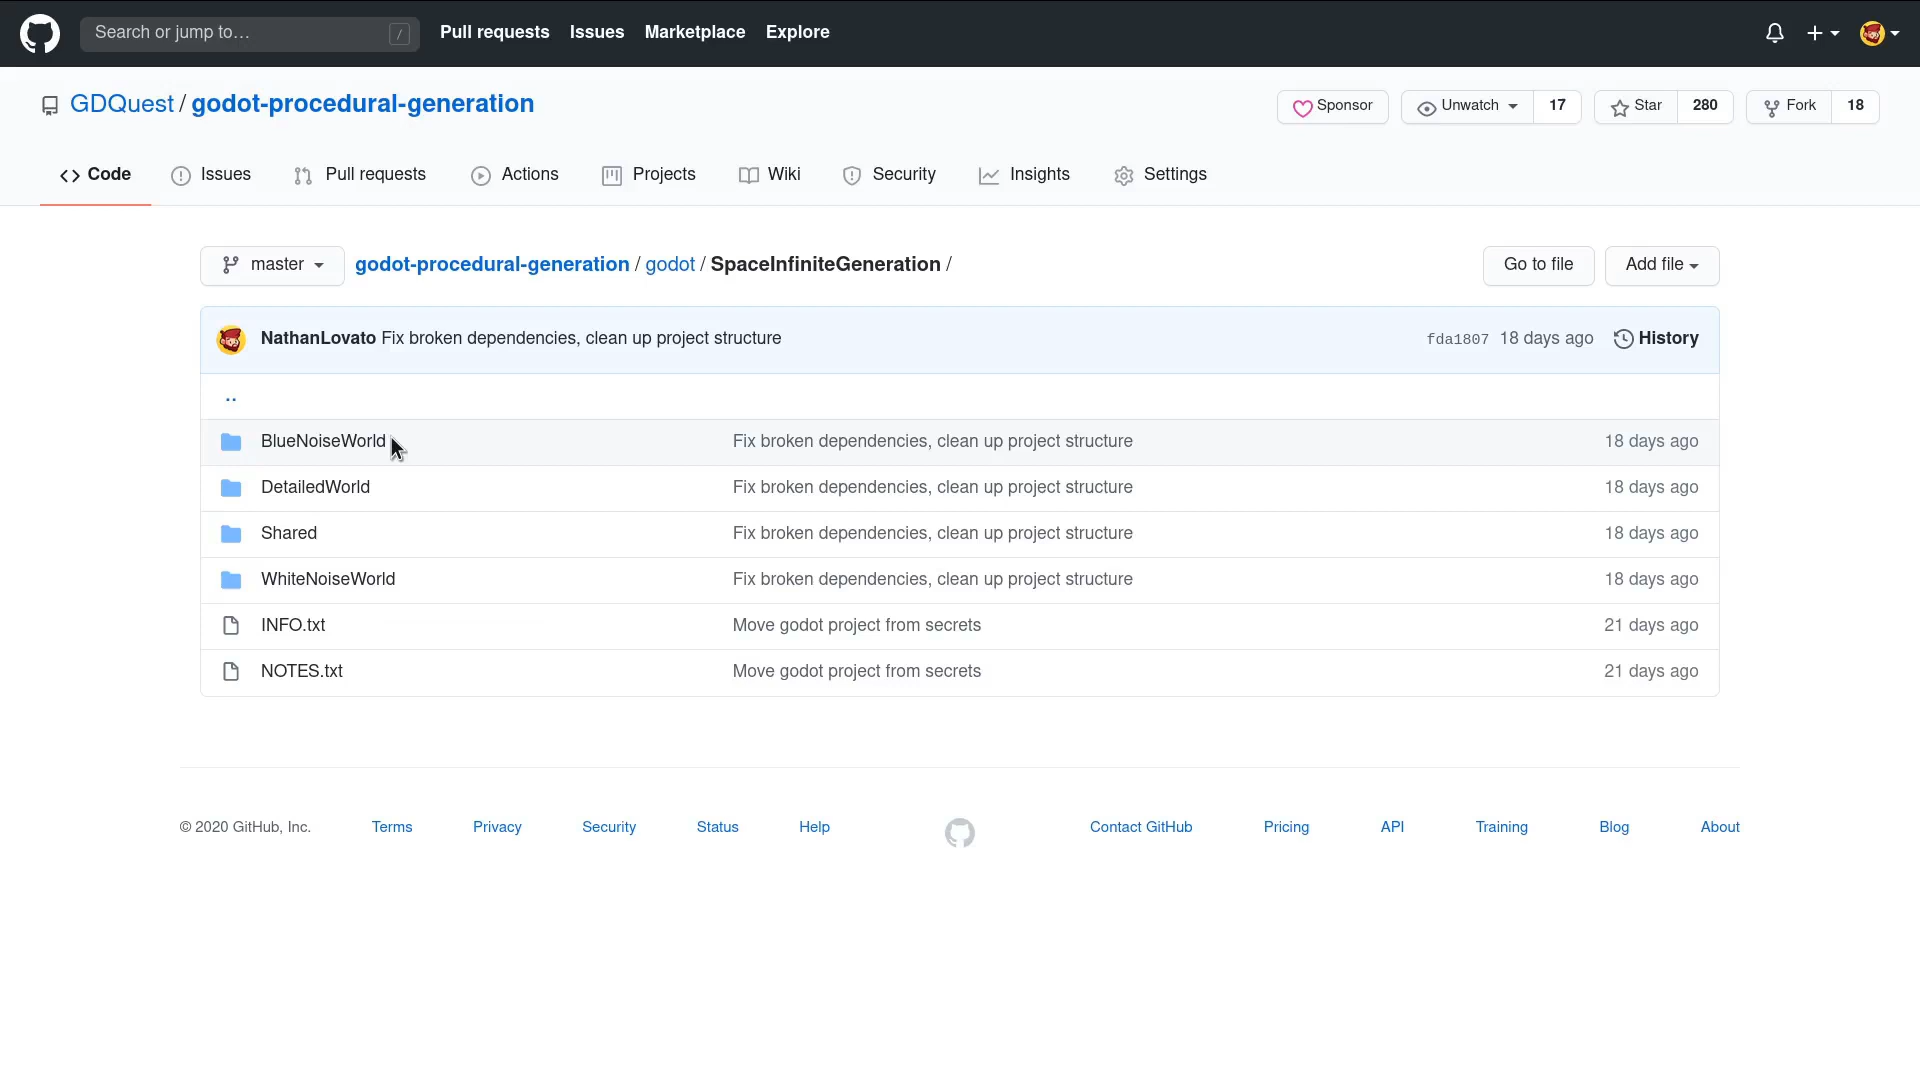 Search or jump to… /
Pull requests Issues Marketplace Explore
GDQuest / godot-procedural-generation
Sponsor Unwatch 17 Star 280 Fork 18
Code Issues Pull requests Actions Projects Wiki Security Insights Settings
master godot-procedural-generation / godot / SpaceInfiniteGeneration / Go to file Add file
NathanLovato Fix broken dependencies, clean up project structure fda1807 18 days ago History
..
BlueNoiseWorld Fix broken dependencies, clean up project structure 18 days ago
DetailedWorld Fix broken dependencies, clean up project structure 18 days ago
Shared Fix broken dependencies, clean up project structure 18 days ago
WhiteNoiseWorld Fix broken dependencies, clean up project structure 18 days ago
INFO.txt Move godot project from secrets 21 days ago
NOTES.txt Move godot project from secrets 21 days ago
© 2020 GitHub, Inc. Terms Privacy Security Status Help Contact GitHub Pricing API Training Blog About